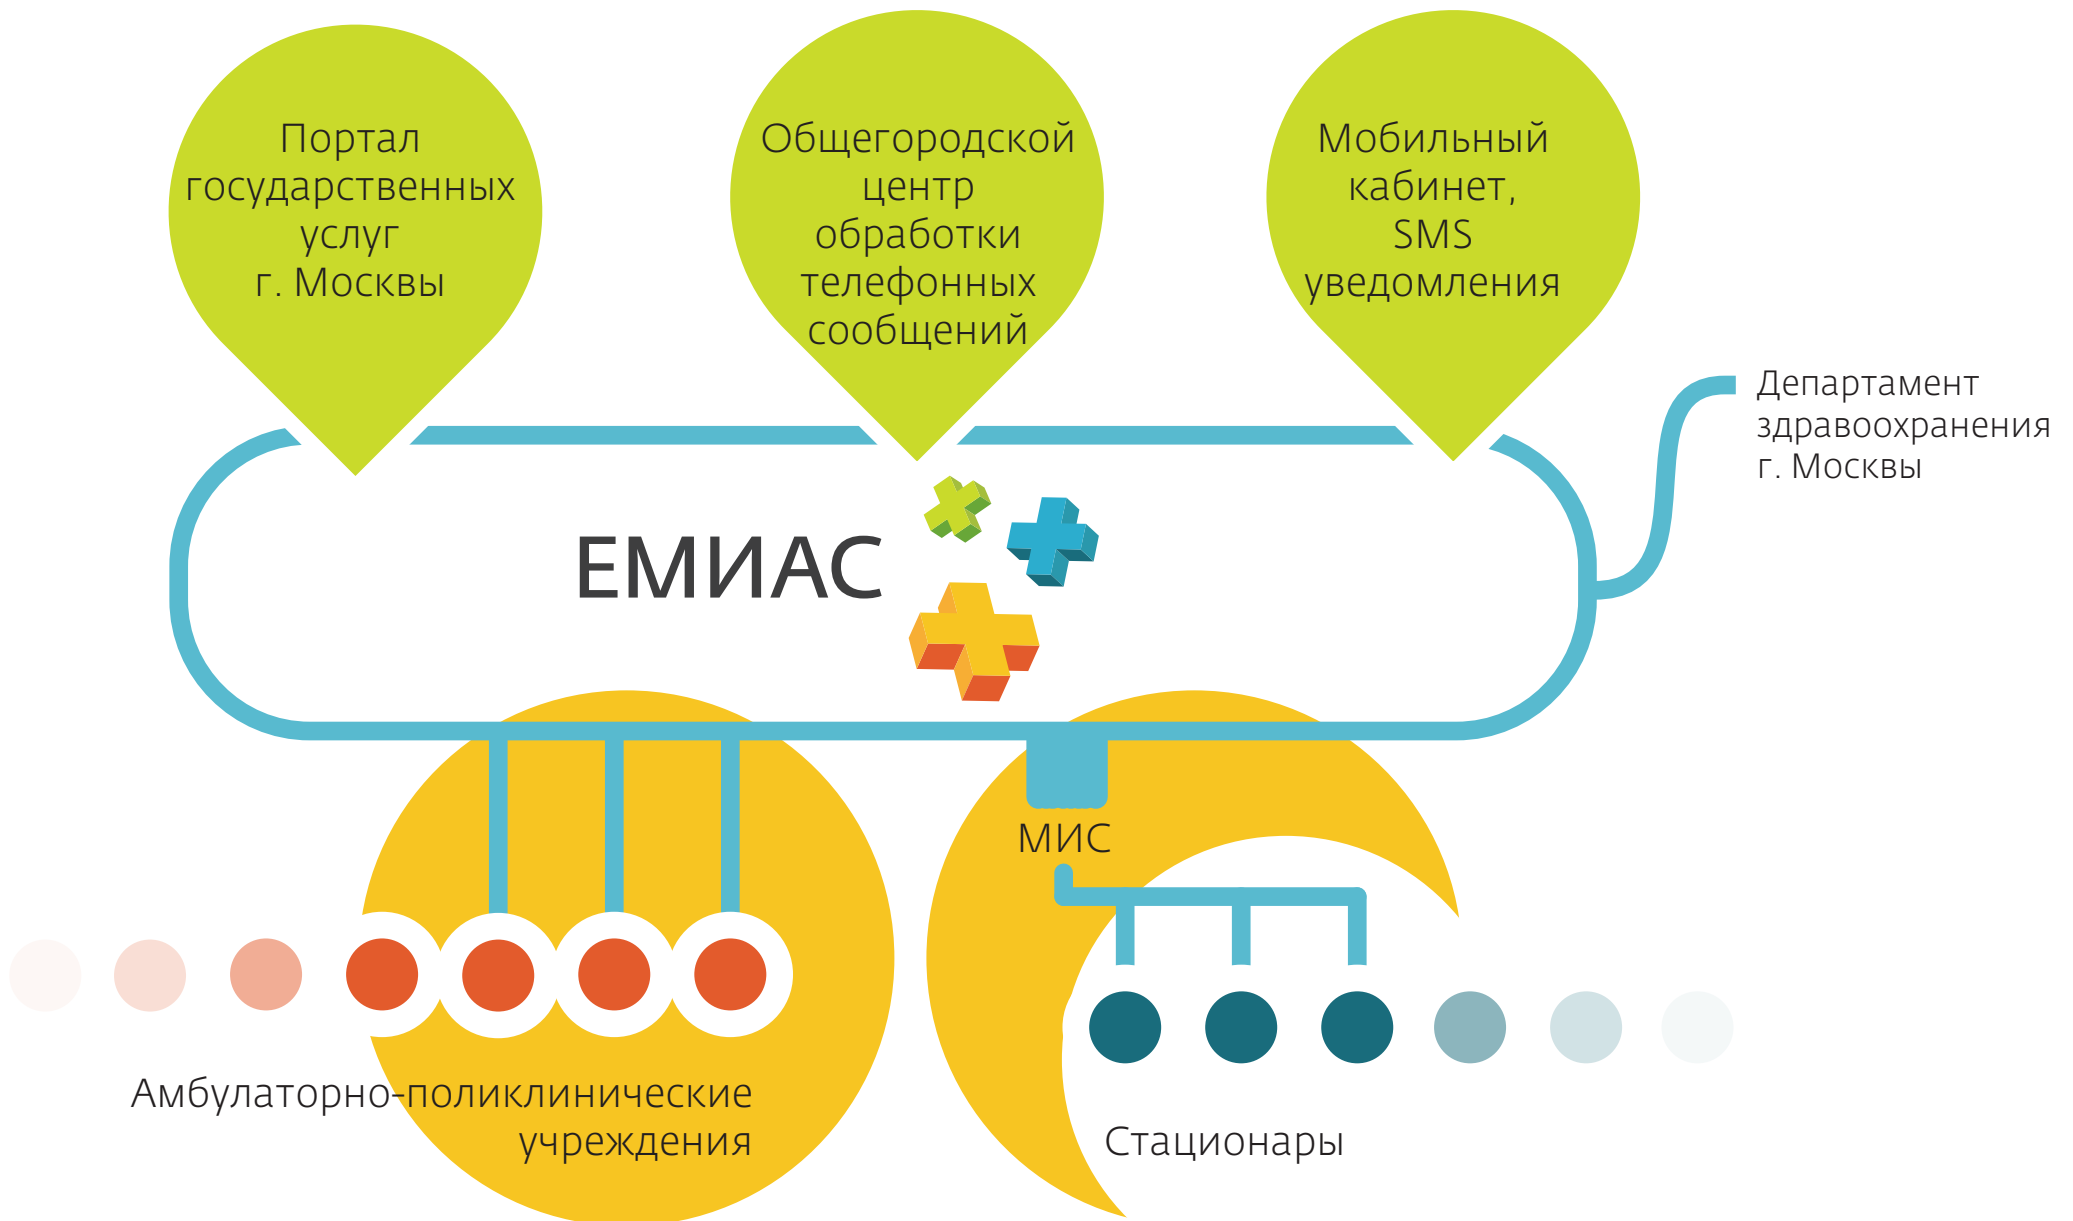 Портал
государственных
услуг
г. Москвы
Общегородской
центр
обработки
телефонных
сообщений
Мобильный
кабинет,
SMS
уведомления
Департамент
здравоохранения
г. Москвы
ЕМИАС
МИС
Амбулаторно-поликлинические
учреждения
Стационары